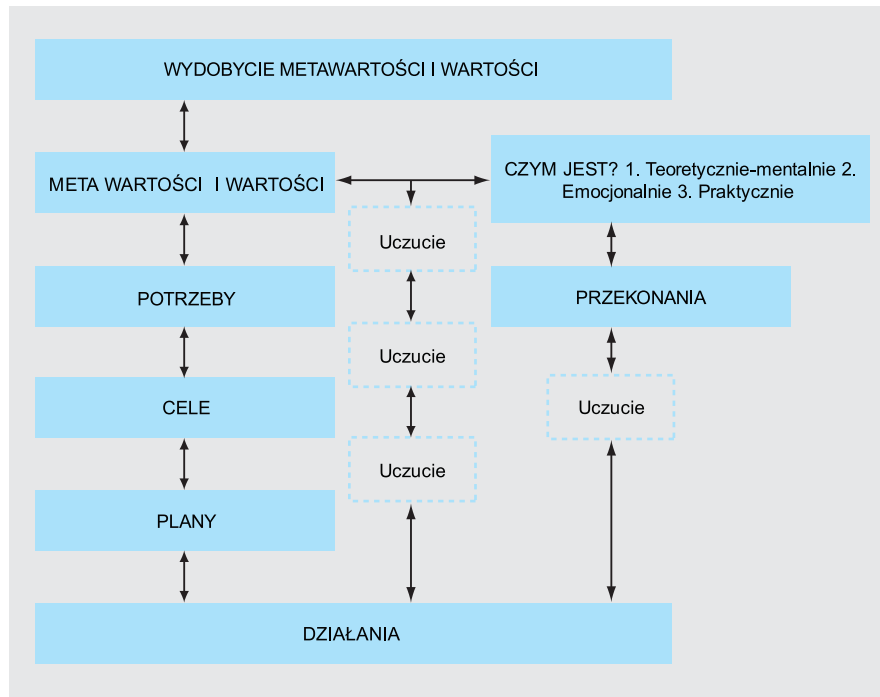 WYDOBYCIE METAWARTOŚCI I WARTOŚCI
META WARTOŚCI I WARTOŚCI
CZYM JEST? 1. Teoretycznie-mentalnie 2.
Emocjonalnie 3. Praktycznie
Uczucie
POTRZEBY
PRZEKONANIA
Uczucie
CELE
Uczucie
Uczucie
PLANY
DZIAŁANIA